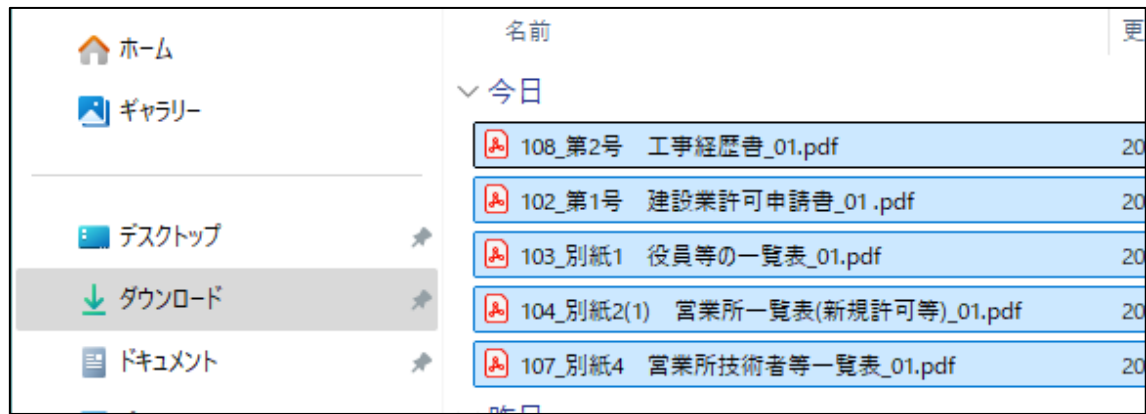 ホーム
ギャラリー
デスクトップ
ダウンロード
ドキュメント
名前
更
今日
108_第2号　工事経歴書_01.pdf
20
102_第1号　建設業許可申請書_01 .pdf
20
103_別紙1　役員等の一覧表_01.pdf
20
104_別紙2(1)　営業所一覧表(新規許可等)_01.pdf
20
107_別紙4　営業所技術者等一覧表_01.pdf
20